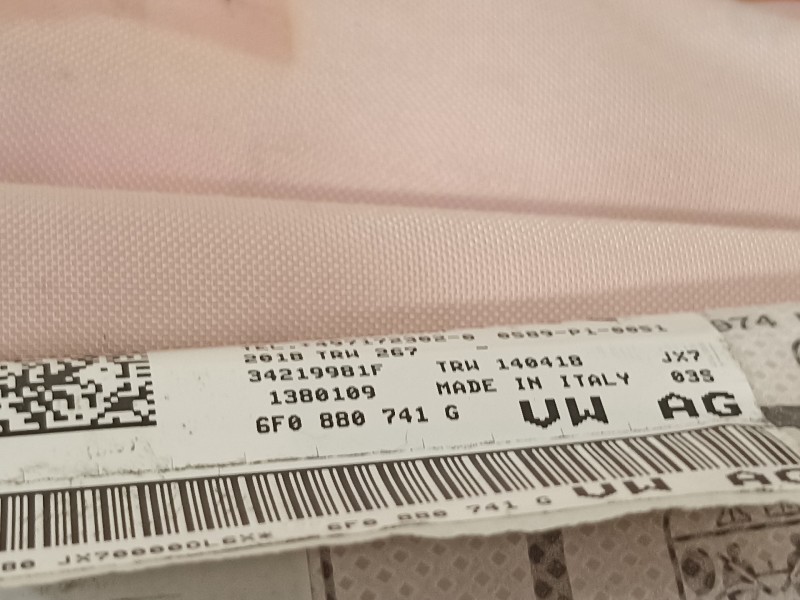 2018 TRW 267
34219981F TRW 140418 JX7
1380109 MADE IN ITALY 03S
6F0 880 741 G VW AG
6F0 880 741 G VW